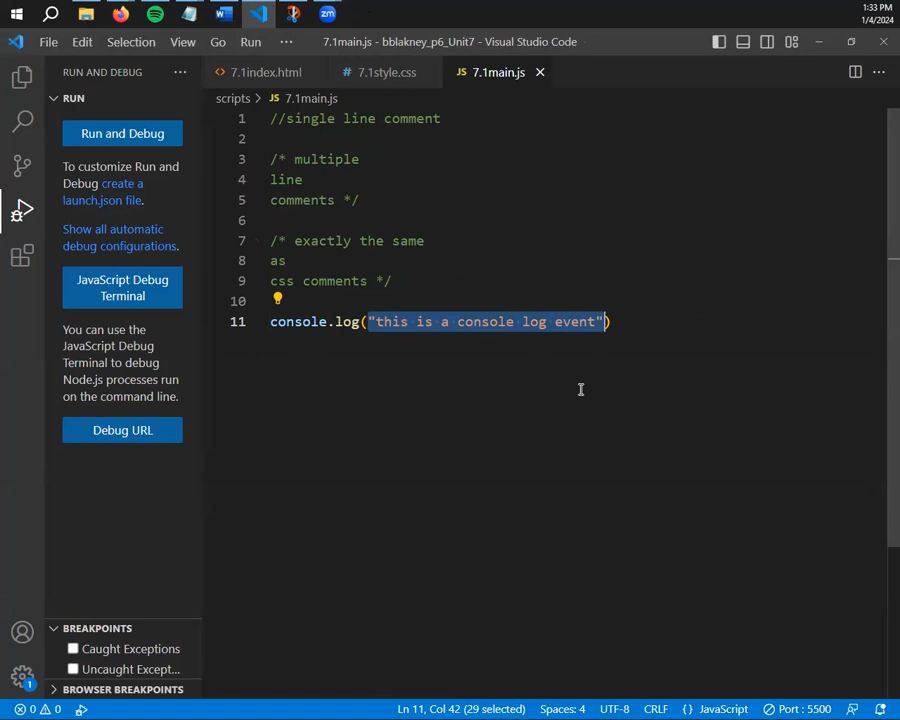 1:33 PM
1/4/2024
File Edit Selection View Go Run ··· 7.1main.js - bblakney_p6_Unit7 - Visual Studio Code
RUN AND DEBUG ··· 7.1index.html 7.1style.css JS 7.1main.js
RUN
scripts > JS 7.1main.js
Run and Debug
To customize Run and
Debug create a
launch.json file.
Show all automatic
debug configurations.
JavaScript Debug
Terminal
You can use the
JavaScript Debug
Terminal to debug
Node.js processes run
on the command line.
Debug URL
1 //single line comment
2
3 /* multiple
4 line
5 comments */
6
7 /* exactly the same
8 as
9 css comments */
10
11 console.log("this is a console log event")
BREAKPOINTS
Caught Exceptions
Uncaught Except...
BROWSER BREAKPOINTS
1
0 0 Ln 11, Col 42 (29 selected) Spaces: 4 UTF-8 CRLF {} JavaScript Port : 5500